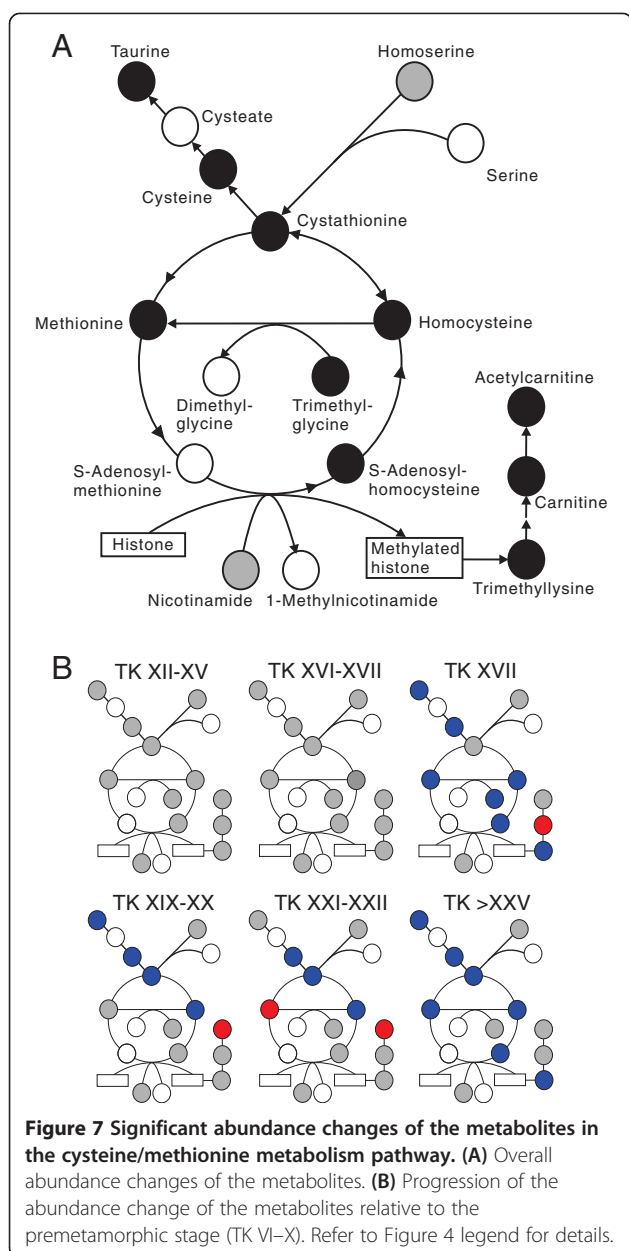 A
Taurine
Homoserine
Cysteate
Serine
Cysteine
Cystathionine
Methionine
Homocysteine
Acetylcarnitine
Dimethyl-
glycine
Trimethyl-
glycine
S-Adenosyl-
methionine
S-Adenosyl-
homocysteine
Carnitine
Histone
Methylated
histone
Nicotinamide
1-Methylnicotinamide
Trimethyllysine
B
TK XII-XV
TK XVI-XVII
TK XVII
TK XIX-XX
TK XXI-XXII
TK >XXV
Figure 7 Significant abundance changes of the metabolites in
the cysteine/methionine metabolism pathway. (A) Overall
abundance changes of the metabolites. (B) Progression of the
abundance change of the metabolites relative to the
premetamorphic stage (TK VI–X). Refer to Figure 4 legend for details.